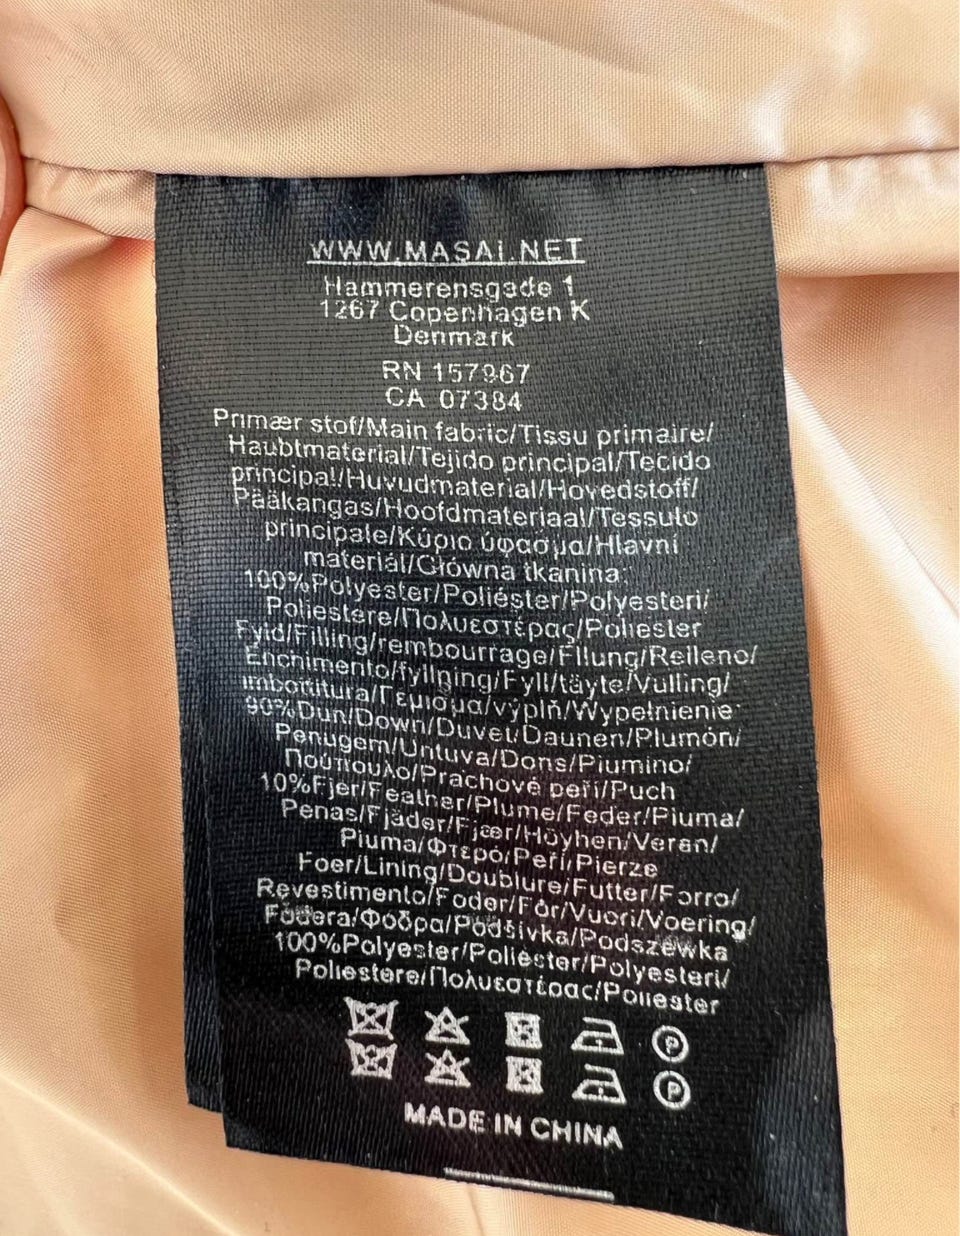 WWW.MASAI.NET
Hammerensgade 1
1267 Copenhagen K
Denmark
RN 157967
CA 07384
Primær stof/Main fabric/Tissu primaire/
Haubtmaterial/Tejido principal/Tecido
principal/Huvudmaterial/Hovedstoff/
Pääkangas/Hoofdmateriaal/Tessuto
principale/Κύριο ύφασμα/Hlavní
materiál/Główna tkanina:
100%Polyester/Poliéster/Polyesteri/
Poliestere/Πολυεστέρας/Poliester
Fyld/Filling/rembourrage/Fllung/Relleno/
Enchimento/fyllning/Fyll/täyte/Vulling/
imbottitura/Γέμισμα/výplň/Wypełnienie:
90%Dun/Down/Duvet/Daunen/Plumón/
Penugem/Untuva/Dons/Piumino/
Πούπουλο/Prachové peří/Puch
10%Fjer/Feather/Plume/Feder/Piuma/
Penas/Fjäder/Fjær/Höyhen/Veran/
Piuma/Φτερό/Peří/Pierze
Foer/Lining/Doublure/Futter/Forro/
Revestimento/Foder/Fôr/Vuori/Voering/
Fodera/Φόδρα/Podšívka/Podszewka
100%Polyester/Poliéster/Polyesteri/
Poliestere/Πολυεστέρας/Poliester
P
P
MADE IN CHINA